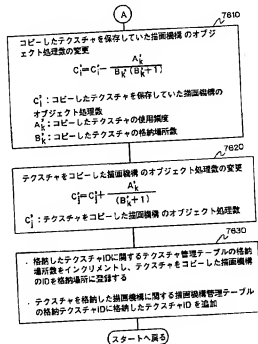 A
7610
コピーしたテクスチャを保存していた描画機構 のオブジ
ェクト処理数の変更
C'i=C'i- A'k / B'k (B'k+1)
C'i：コピーしたテクスチャを保存していた描画機構の
オブジェクト処理数
A'k：コピーしたテクスチャの使用頻度
B'k：コピーしたテクスチャの格納場所数
7620
テクスチャをコピーした描画機構 のオブジェクト処理数の変更
C'j=C'j+ A'k / (B'k+1)
C'j：テクスチャをコピーした描画機構 のオブジェクト処理数
7630
・格納したテクスチャIDに関するテクスチャ管理テーブルの格納
場所数をインクリメントし、テクスチャをコピーした描画機構
のIDを格納場所に登録する
・テクスチャを格納した描画機構に関する描画機構管理テーブル
の格納テクスチャIDに格納したテクスチャID を追加
スタートへ戻る